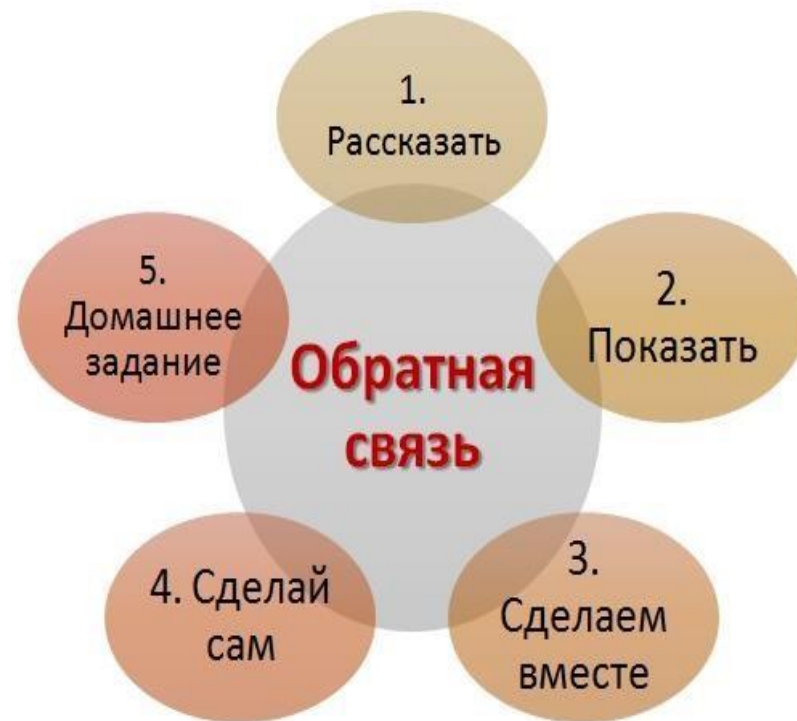 1.
Рассказать
2.
Показать
3.
Сделаем
вместе
4. Сделай
сам
5.
Домашнее
задание
Обратная
связь